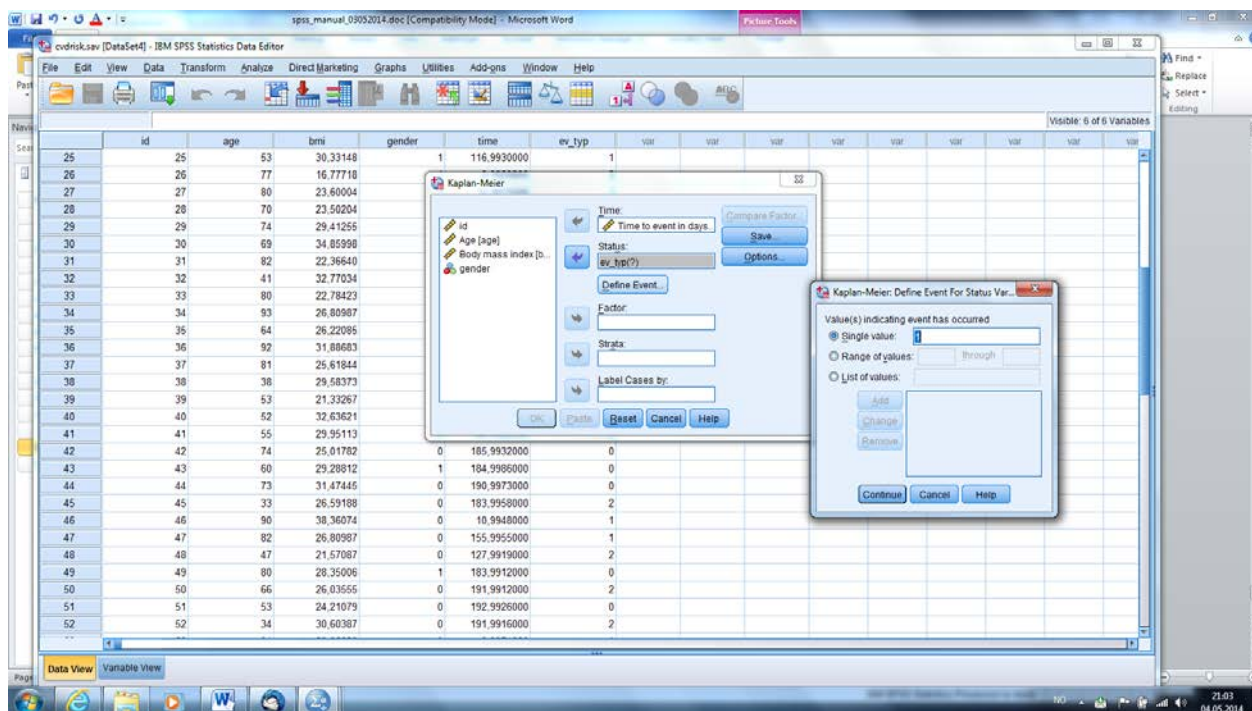 spss_manual_03052014.doc [Compatibility Mode] - Microsoft Word
Picture Tools
cvdrisk.sav [DataSet4] - IBM SPSS Statistics Data Editor
File Edit View Data Transform Analyze Direct Marketing Graphs Utilities Add-ons Window Help
Find
Replace
Select
Editing
Visible: 6 of 6 Variables
id age bmi gender time ev_typ var var var var var var var var
25 25 53 30,33148 1 116,9930000 1
26 26 77 16,77718
27 27 80 23,60004
28 28 70 23,50204
29 29 74 29,41255
30 30 69 34,85998
31 31 82 22,36640
32 32 41 32,77034
33 33 80 22,78423
34 34 93 26,80987
35 35 64 26,22085
36 36 92 31,88683
37 37 81 25,61844
38 38 38 29,58373
39 39 53 21,33267
40 40 52 32,63621
41 41 55 29,95113
42 42 74 25,01782 0 185,9932000 0
43 43 60 29,28812 1 184,9986000 0
44 44 73 31,47445 0 190,9973000 0
45 45 33 26,59188 0 183,9958000 2
46 46 90 38,36074 0 10,9948000 1
47 47 82 26,80987 0 155,9955000 1
48 48 47 21,57087 0 127,9919000 2
49 49 80 28,35006 1 183,9912000 0
50 50 66 26,03555 0 191,9912000 2
51 51 53 24,21079 0 192,9926000 0
52 52 34 30,60387 0 191,9916000 2
Kaplan-Meier
id
Age [age]
Body mass index [b...
gender
Time:
Time to event in days...
Status:
ev_typ(?)
Define Event...
Factor:
Strata:
Label Cases by:
Compare Factor...
Save...
Options...
OK Paste Reset Cancel Help
Kaplan-Meier: Define Event For Status Var...
Value(s) indicating event has occurred
Single value: 1
Range of values: through
List of values:
Add
Change
Remove
Continue Cancel Help
Data View Variable View
NO
21:03
04.05.2014